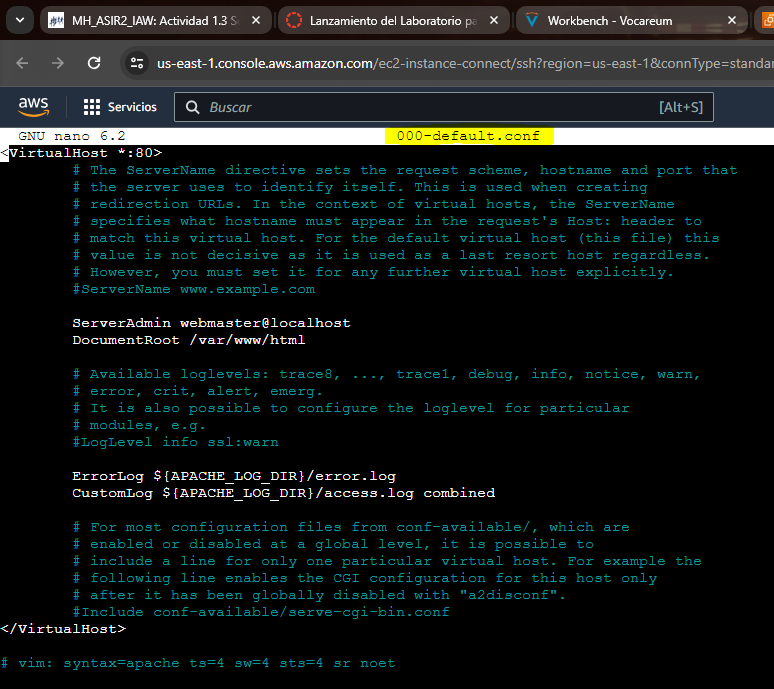 MH_ASIR2_IAW: Actividad 1.3 Se
Lanzamiento del Laboratorio pa
Workbench - Vocareum
us-east-1.console.aws.amazon.com/ec2-instance-connect/ssh?region=us-east-1&connType=standar
aws
Servicios
Buscar
[Alt+S]
GNU nano 6.2 000-default.conf
<VirtualHost *:80>
# The ServerName directive sets the request scheme, hostname and port that
# the server uses to identify itself. This is used when creating
# redirection URLs. In the context of virtual hosts, the ServerName
# specifies what hostname must appear in the request's Host: header to
# match this virtual host. For the default virtual host (this file) this
# value is not decisive as it is used as a last resort host regardless.
# However, you must set it for any further virtual host explicitly.
#ServerName www.example.com
ServerAdmin webmaster@localhost
DocumentRoot /var/www/html
# Available loglevels: trace8, ..., trace1, debug, info, notice, warn,
# error, crit, alert, emerg.
# It is also possible to configure the loglevel for particular
# modules, e.g.
#LogLevel info ssl:warn
ErrorLog ${APACHE_LOG_DIR}/error.log
CustomLog ${APACHE_LOG_DIR}/access.log combined
# For most configuration files from conf-available/, which are
# enabled or disabled at a global level, it is possible to
# include a line for only one particular virtual host. For example the
# following line enables the CGI configuration for this host only
# after it has been globally disabled with "a2disconf".
#Include conf-available/serve-cgi-bin.conf
</VirtualHost>
# vim: syntax=apache ts=4 sw=4 sts=4 sr noet